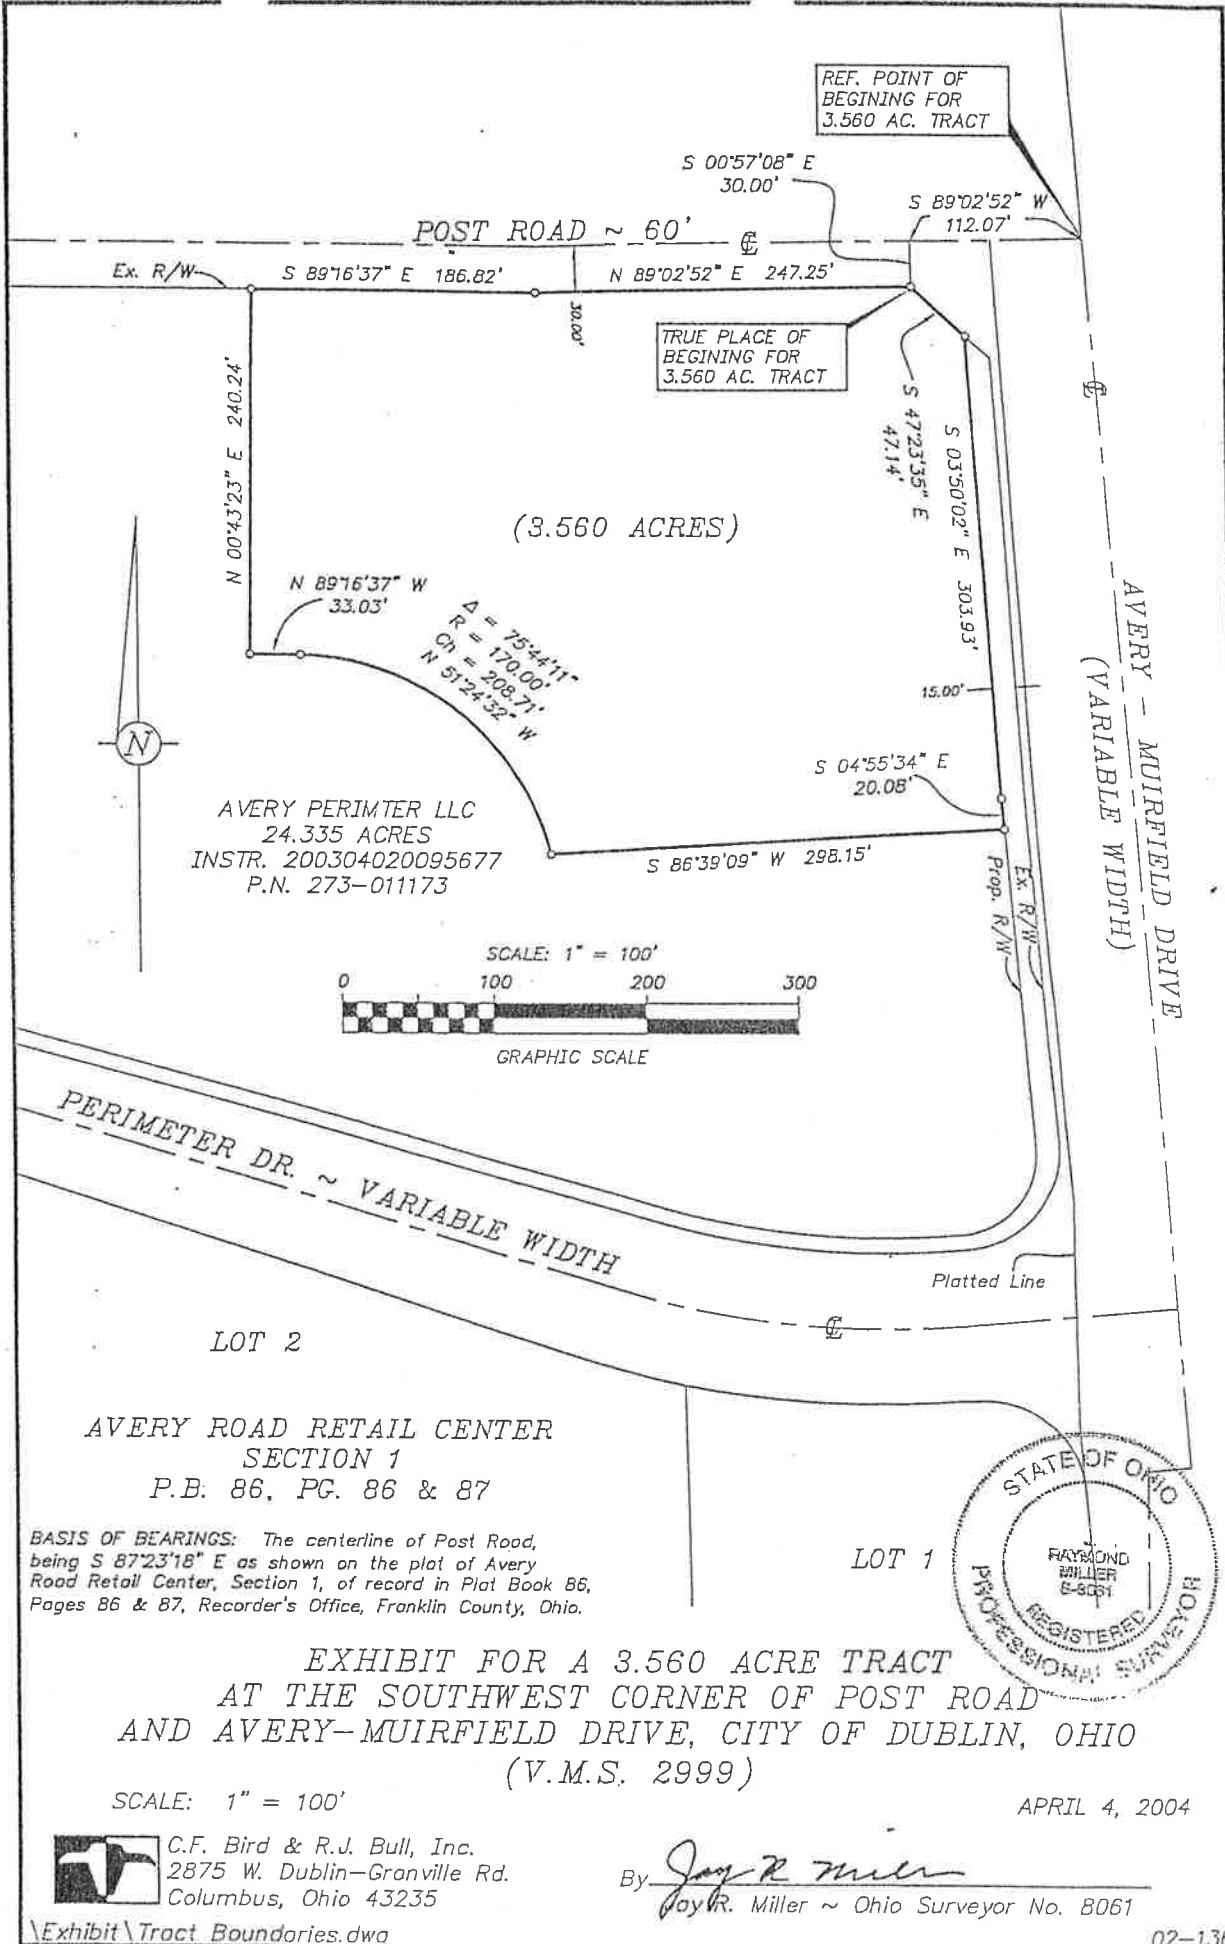 REF. POINT OF
BEGINING FOR
3.560 AC. TRACT
S 00°57'08" E
30.00'
S 89°02'52" W
112.07'
POST ROAD ~ 60'
℄
Ex. R/W
S 89°16'37" E 186.82'
N 89°02'52" E 247.25'
30.00'
TRUE PLACE OF
BEGINING FOR
3.560 AC. TRACT
℄
S 47°23'35" E
47.14'
N 00°43'23" E 240.24'
S 03°50'02" E 303.93'
(3.560 ACRES)
N 89°16'37" W
33.03'
Δ = 75°44'11"
R = 170.00'
Ch = 208.71'
N 51°24'32" W
AVERY - MUIRFIELD DRIVE
(VARIABLE WIDTH)
15.00'
N
S 04°55'34" E
20.08'
AVERY PERIMTER LLC
24.335 ACRES
INSTR. 200304020095677
P.N. 273-011173
S 86°39'09" W 298.15'
Ex. R/W
Prop. R/W
SCALE: 1" = 100'
0 100 200 300
GRAPHIC SCALE
PERIMETER DR. ~ VARIABLE WIDTH
Platted Line
℄
LOT 2
AVERY ROAD RETAIL CENTER
SECTION 1
P.B. 86, PG. 86 & 87
BASIS OF BEARINGS: The centerline of Post Road,
being S 87°23'18" E as shown on the plat of Avery
Road Retail Center, Section 1, of record in Plat Book 86,
Pages 86 & 87, Recorder's Office, Franklin County, Ohio.
LOT 1
STATE OF OHIO
RAYMOND
MILLER
S-8061
REGISTERED
PROFESSIONAL SURVEYOR
EXHIBIT FOR A 3.560 ACRE TRACT
AT THE SOUTHWEST CORNER OF POST ROAD
AND AVERY-MUIRFIELD DRIVE, CITY OF DUBLIN, OHIO
(V.M.S. 2999)
SCALE: 1" = 100'
APRIL 4, 2004
C.F. Bird & R.J. Bull, Inc.
2875 W. Dublin-Granville Rd.
Columbus, Ohio 43235
By Jay R Miller
Jay R. Miller ~ Ohio Surveyor No. 8061
\Exhibit\Tract Boundaries.dwg